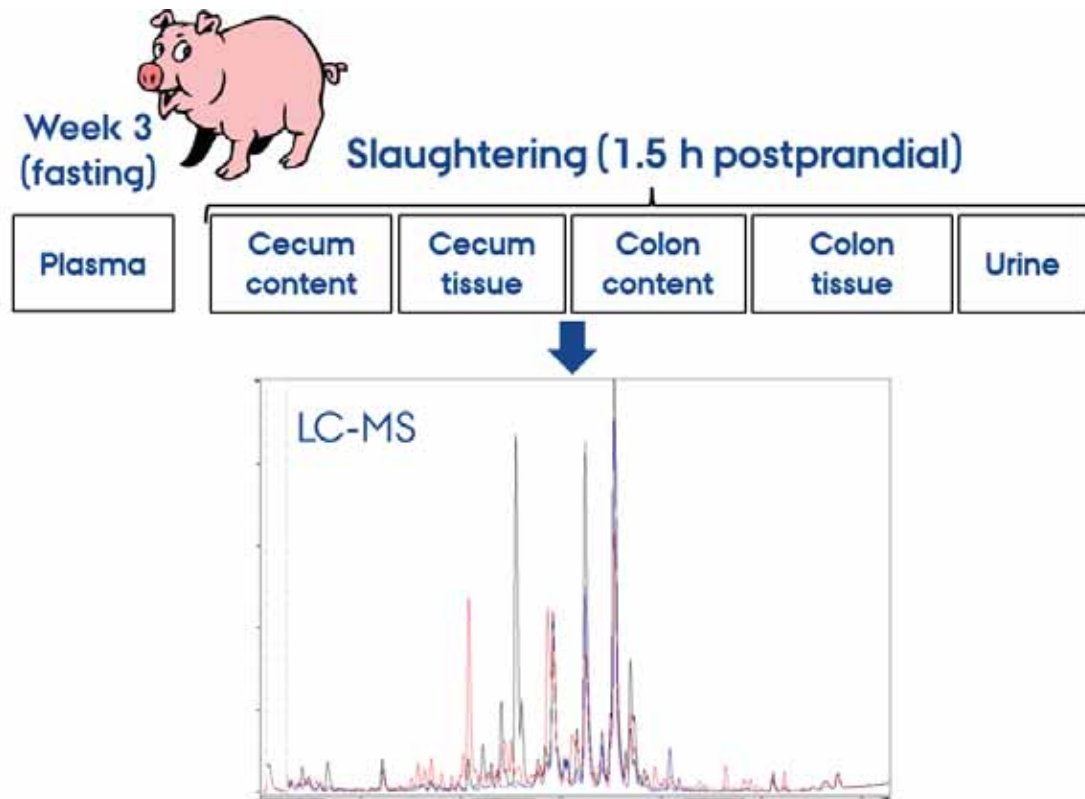 Week 3
(fasting)
Slaughtering (1.5 h postprandial)
Plasma
Cecum
content
Cecum
tissue
Colon
content
Colon
tissue
Urine
LC-MS